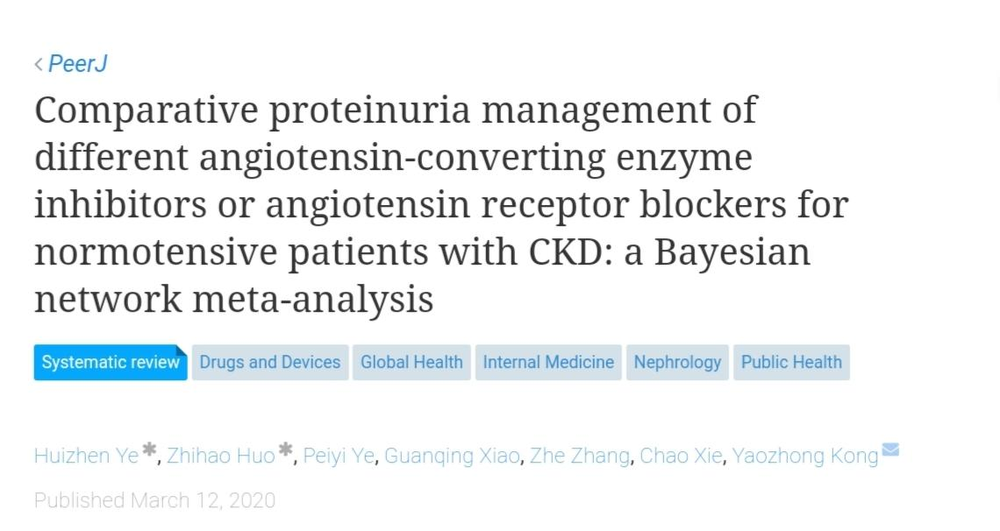 < PeerJ
Comparative proteinuria management of
different angiotensin-converting enzyme
inhibitors or angiotensin receptor blockers for
normotensive patients with CKD: a Bayesian
network meta-analysis
Systematic review Drugs and Devices Global Health Internal Medicine Nephrology Public Health
Huizhen Ye*, Zhihao Huo*, Peiyi Ye, Guanqing Xiao, Zhe Zhang, Chao Xie, Yaozhong Kong
Published March 12, 2020